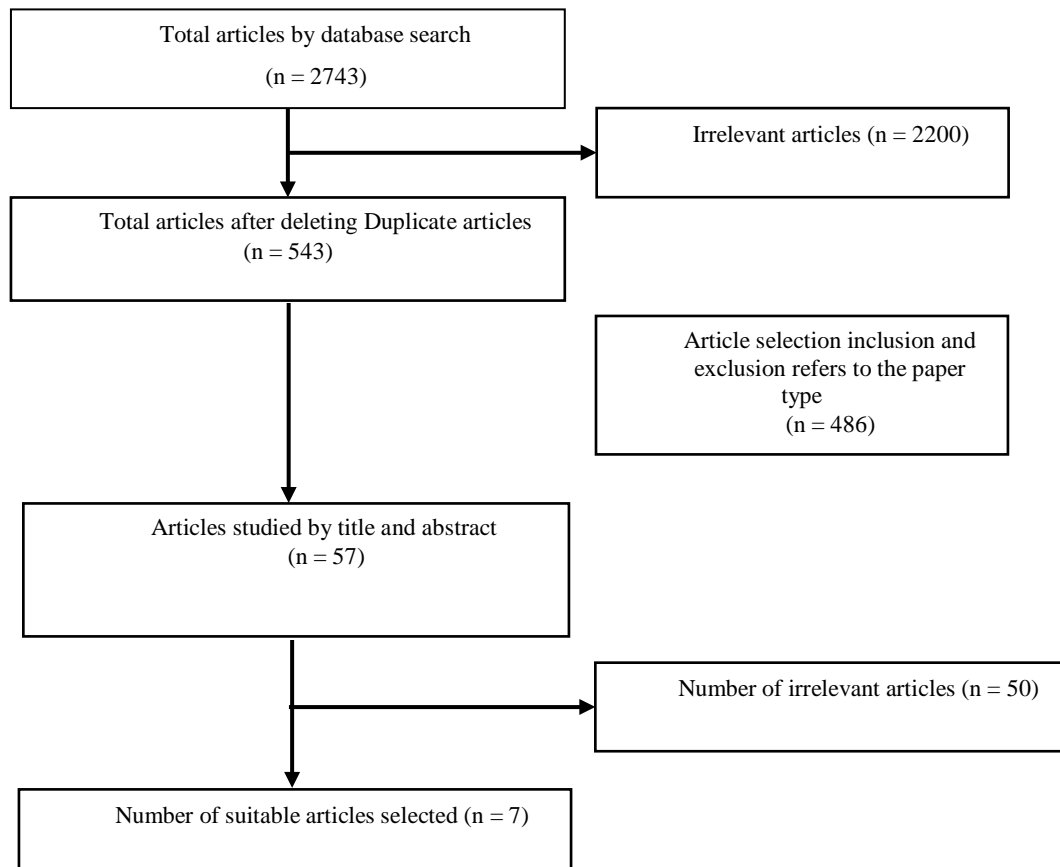 Total articles by database search
(n = 2743)
Irrelevant articles (n = 2200)
Total articles after deleting Duplicate articles
(n = 543)
Article selection inclusion and
exclusion refers to the paper
type
(n = 486)
Articles studied by title and abstract
(n = 57)
Number of irrelevant articles (n = 50)
Number of suitable articles selected (n = 7)